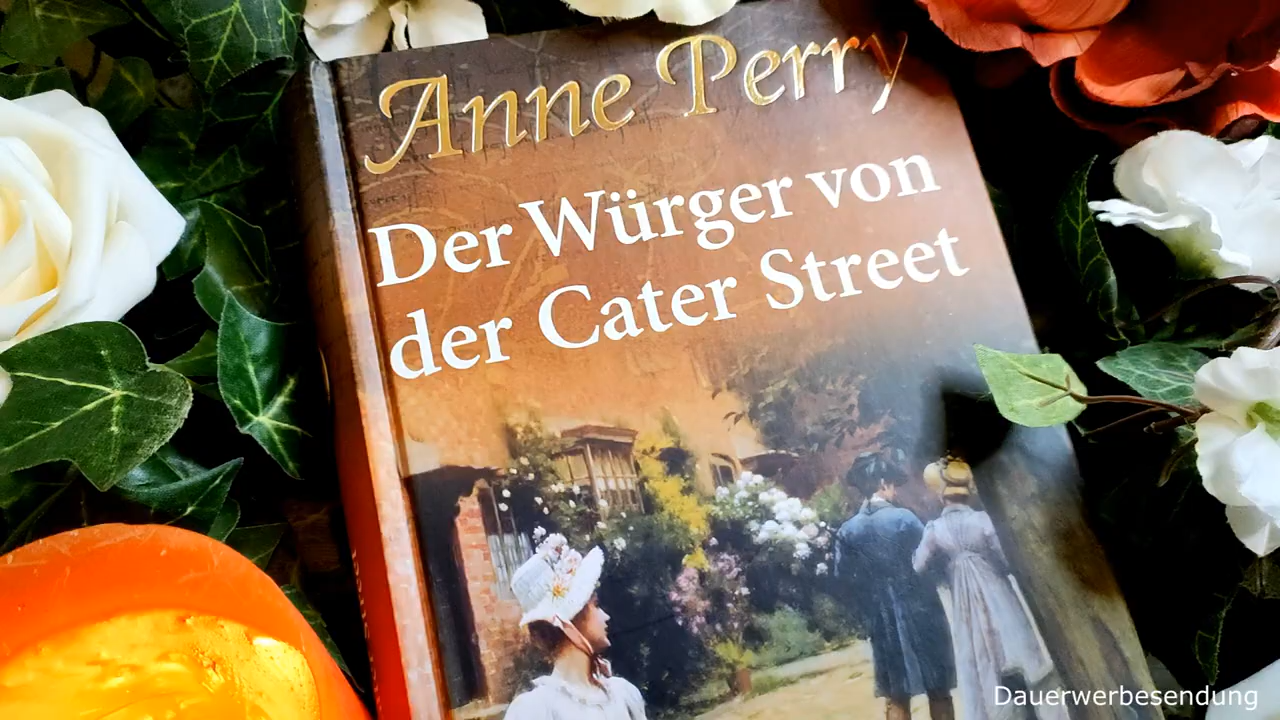 Anne Perry
Der Würger von
der Cater Street
Dauerwerbesendung